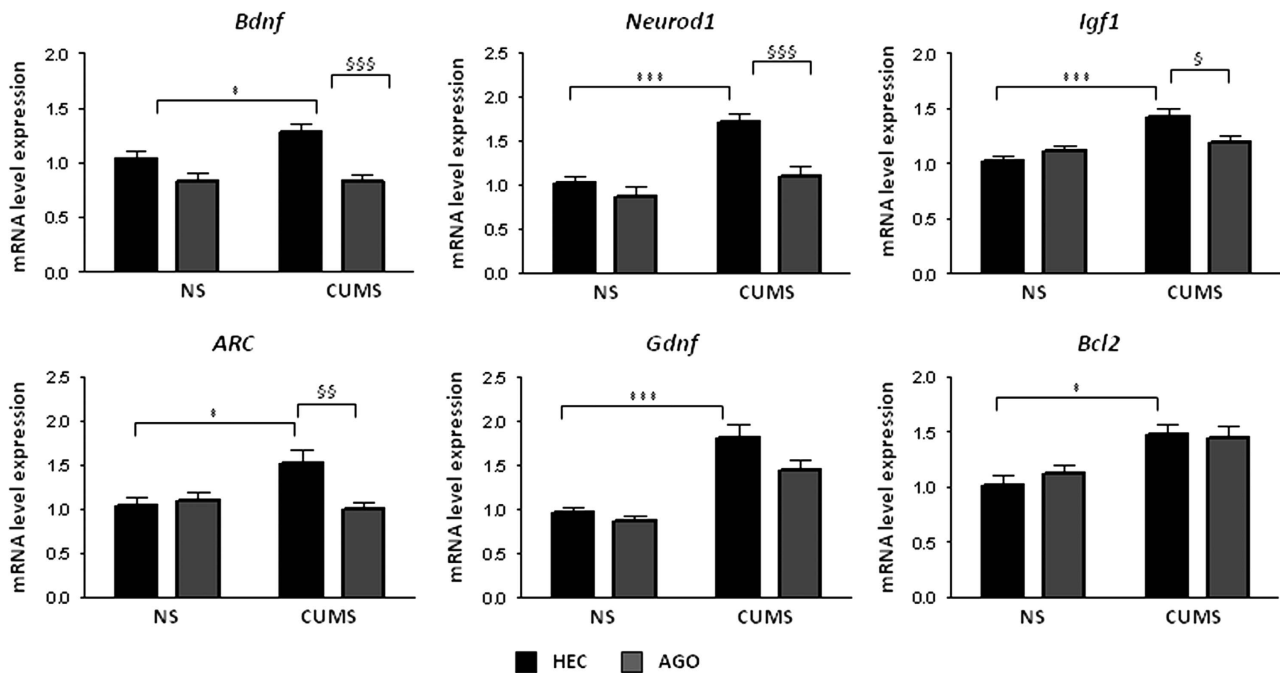 Bdnf
mRNA level expression
2.0
1.5
1.0
0.5
0.0
*
§§§
NS CUMS
Neurod1
mRNA level expression
2.5
2.0
1.5
1.0
0.5
0.0
***
§§§
NS CUMS
Igf1
mRNA level expression
2.0
1.5
1.0
0.5
0.0
***
§
NS CUMS
ARC
mRNA level expression
2.5
2.0
1.5
1.0
0.5
0.0
*
§§
NS CUMS
Gdnf
mRNA level expression
2.5
2.0
1.5
1.0
0.5
0.0
***
NS CUMS
Bcl2
mRNA level expression
2.0
1.5
1.0
0.5
0.0
*
NS CUMS
HEC AGO